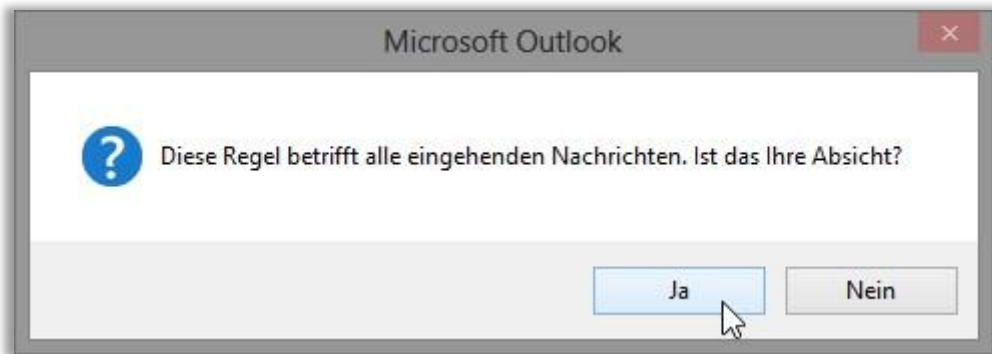 Microsoft Outlook
Diese Regel betrifft alle eingehenden Nachrichten. Ist das Ihre Absicht?
Ja
Nein